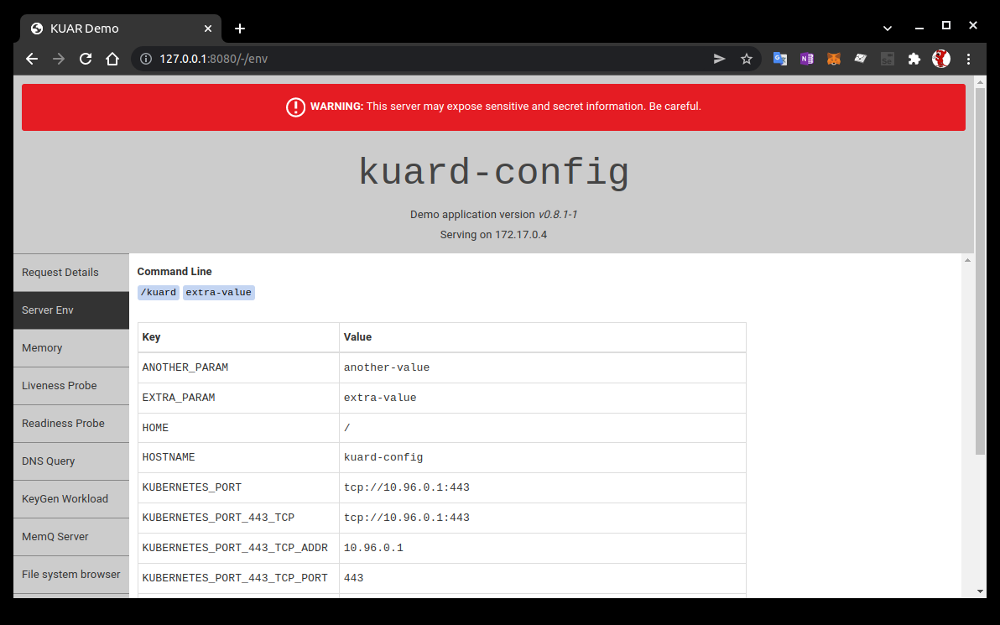 KUAR Demo
127.0.0.1:8080/-/env
WARNING: This server may expose sensitive and secret information. Be careful.
kuard-config
Demo application version v0.8.1-1
Serving on 172.17.0.4
Request Details
Server Env
Memory
Liveness Probe
Readiness Probe
DNS Query
KeyGen Workload
MemQ Server
File system browser
Command Line
/kuard extra-value
Key Value
ANOTHER_PARAM another-value
EXTRA_PARAM extra-value
HOME /
HOSTNAME kuard-config
KUBERNETES_PORT tcp://10.96.0.1:443
KUBERNETES_PORT_443_TCP tcp://10.96.0.1:443
KUBERNETES_PORT_443_TCP_ADDR 10.96.0.1
KUBERNETES_PORT_443_TCP_PORT 443